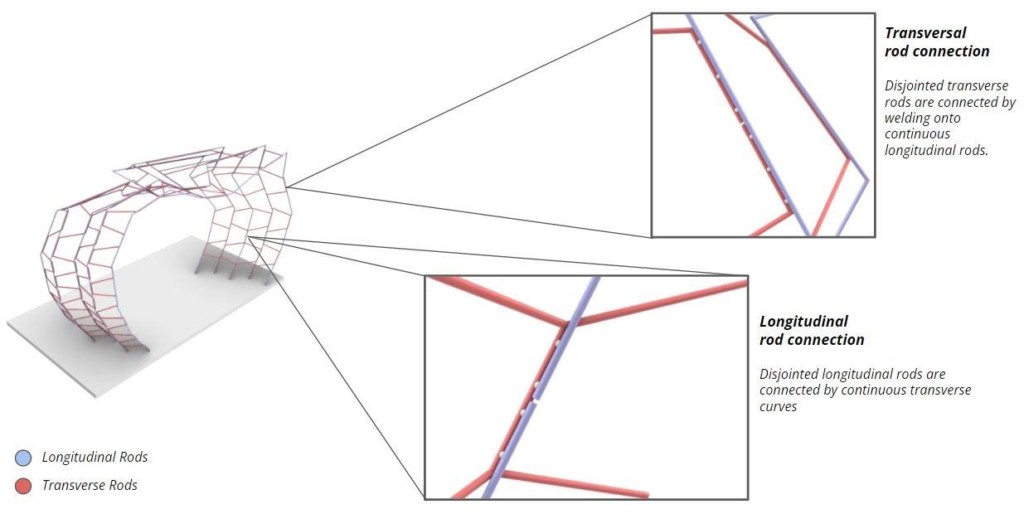 Transversal
rod connection
Disjointed transverse
rods are connected by
welding onto
continuous
longitudinal rods.
Longitudinal
rod connection
Disjointed longitudinal rods are
connected by continuous transverse
curves
Longitudinal Rods
Transverse Rods